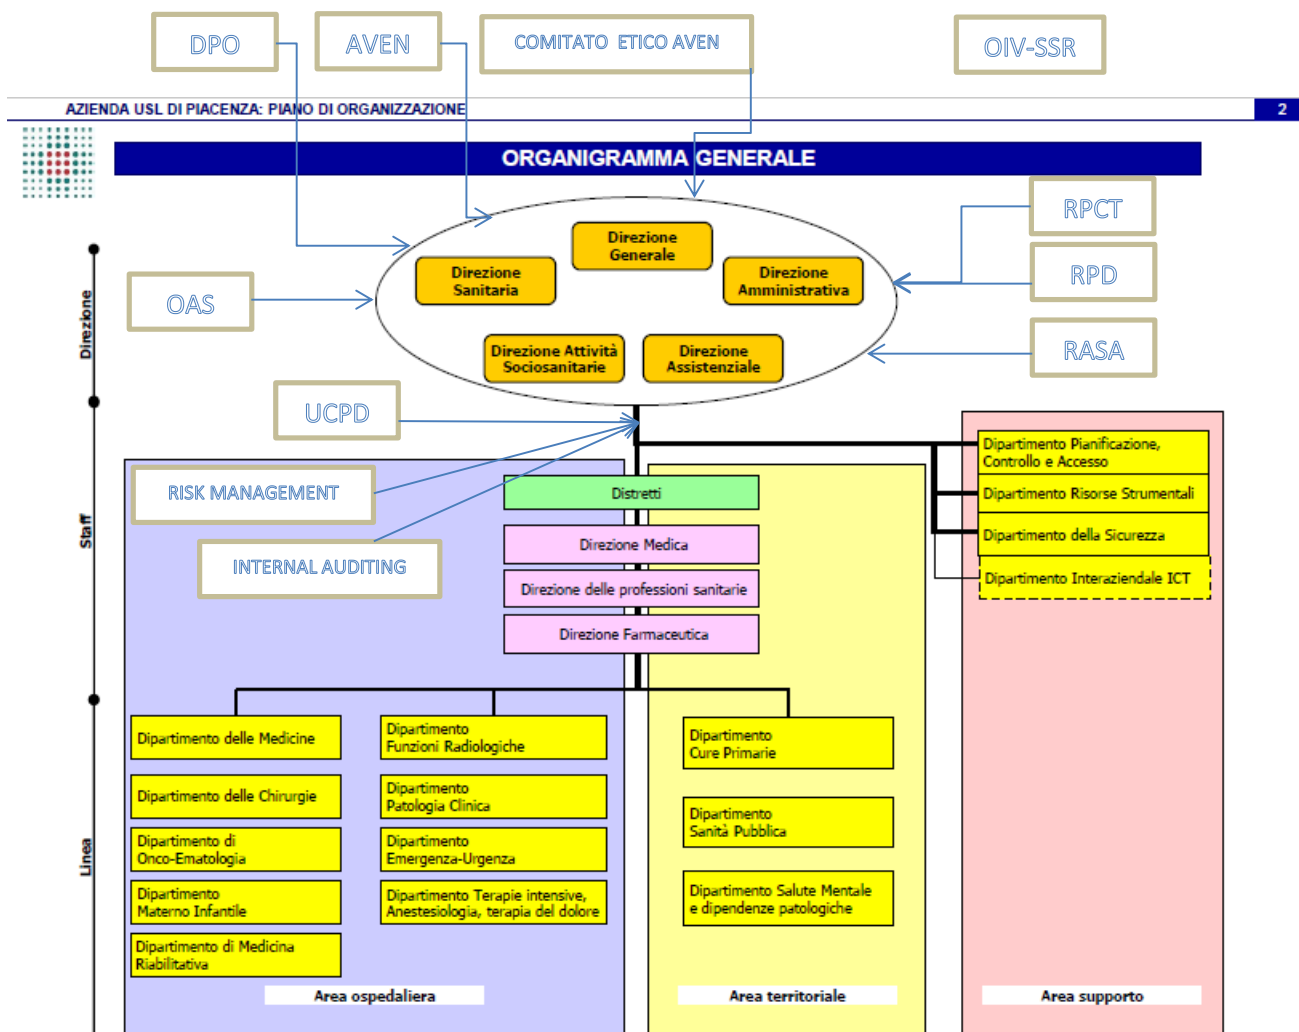 DPO
AVEN
COMITATO ETICO AVEN
OIV-SSR
AZIENDA USL DI PIACENZA: PIANO DI ORGANIZZAZIONE
2
ORGANIGRAMMA GENERALE
RPCT
RPD
RASA
OAS
Direzione
Generale
Direzione
Sanitaria
Direzione
Amministrativa
Direzione Attività
Sociosanitarie
Direzione
Assistenziale
Direzione
UCPD
RISK MANAGEMENT
INTERNAL AUDITING
Staff
Distretti
Direzione Medica
Direzione delle professioni sanitarie
Direzione Farmaceutica
Dipartimento Pianificazione,
Controllo e Accesso
Dipartimento Risorse Strumentali
Dipartimento della Sicurezza
Dipartimento Interaziendale ICT
Linea
Dipartimento delle Medicine
Dipartimento delle Chirurgie
Dipartimento di
Onco-Ematologia
Dipartimento
Materno Infantile
Dipartimento di Medicina
Riabilitativa
Dipartimento
Funzioni Radiologiche
Dipartimento
Patologia Clinica
Dipartimento
Emergenza-Urgenza
Dipartimento Terapie intensive,
Anestesiologia, terapia del dolore
Dipartimento
Cure Primarie
Dipartimento
Sanità Pubblica
Dipartimento Salute Mentale
e dipendenze patologiche
Area ospedaliera
Area territoriale
Area supporto